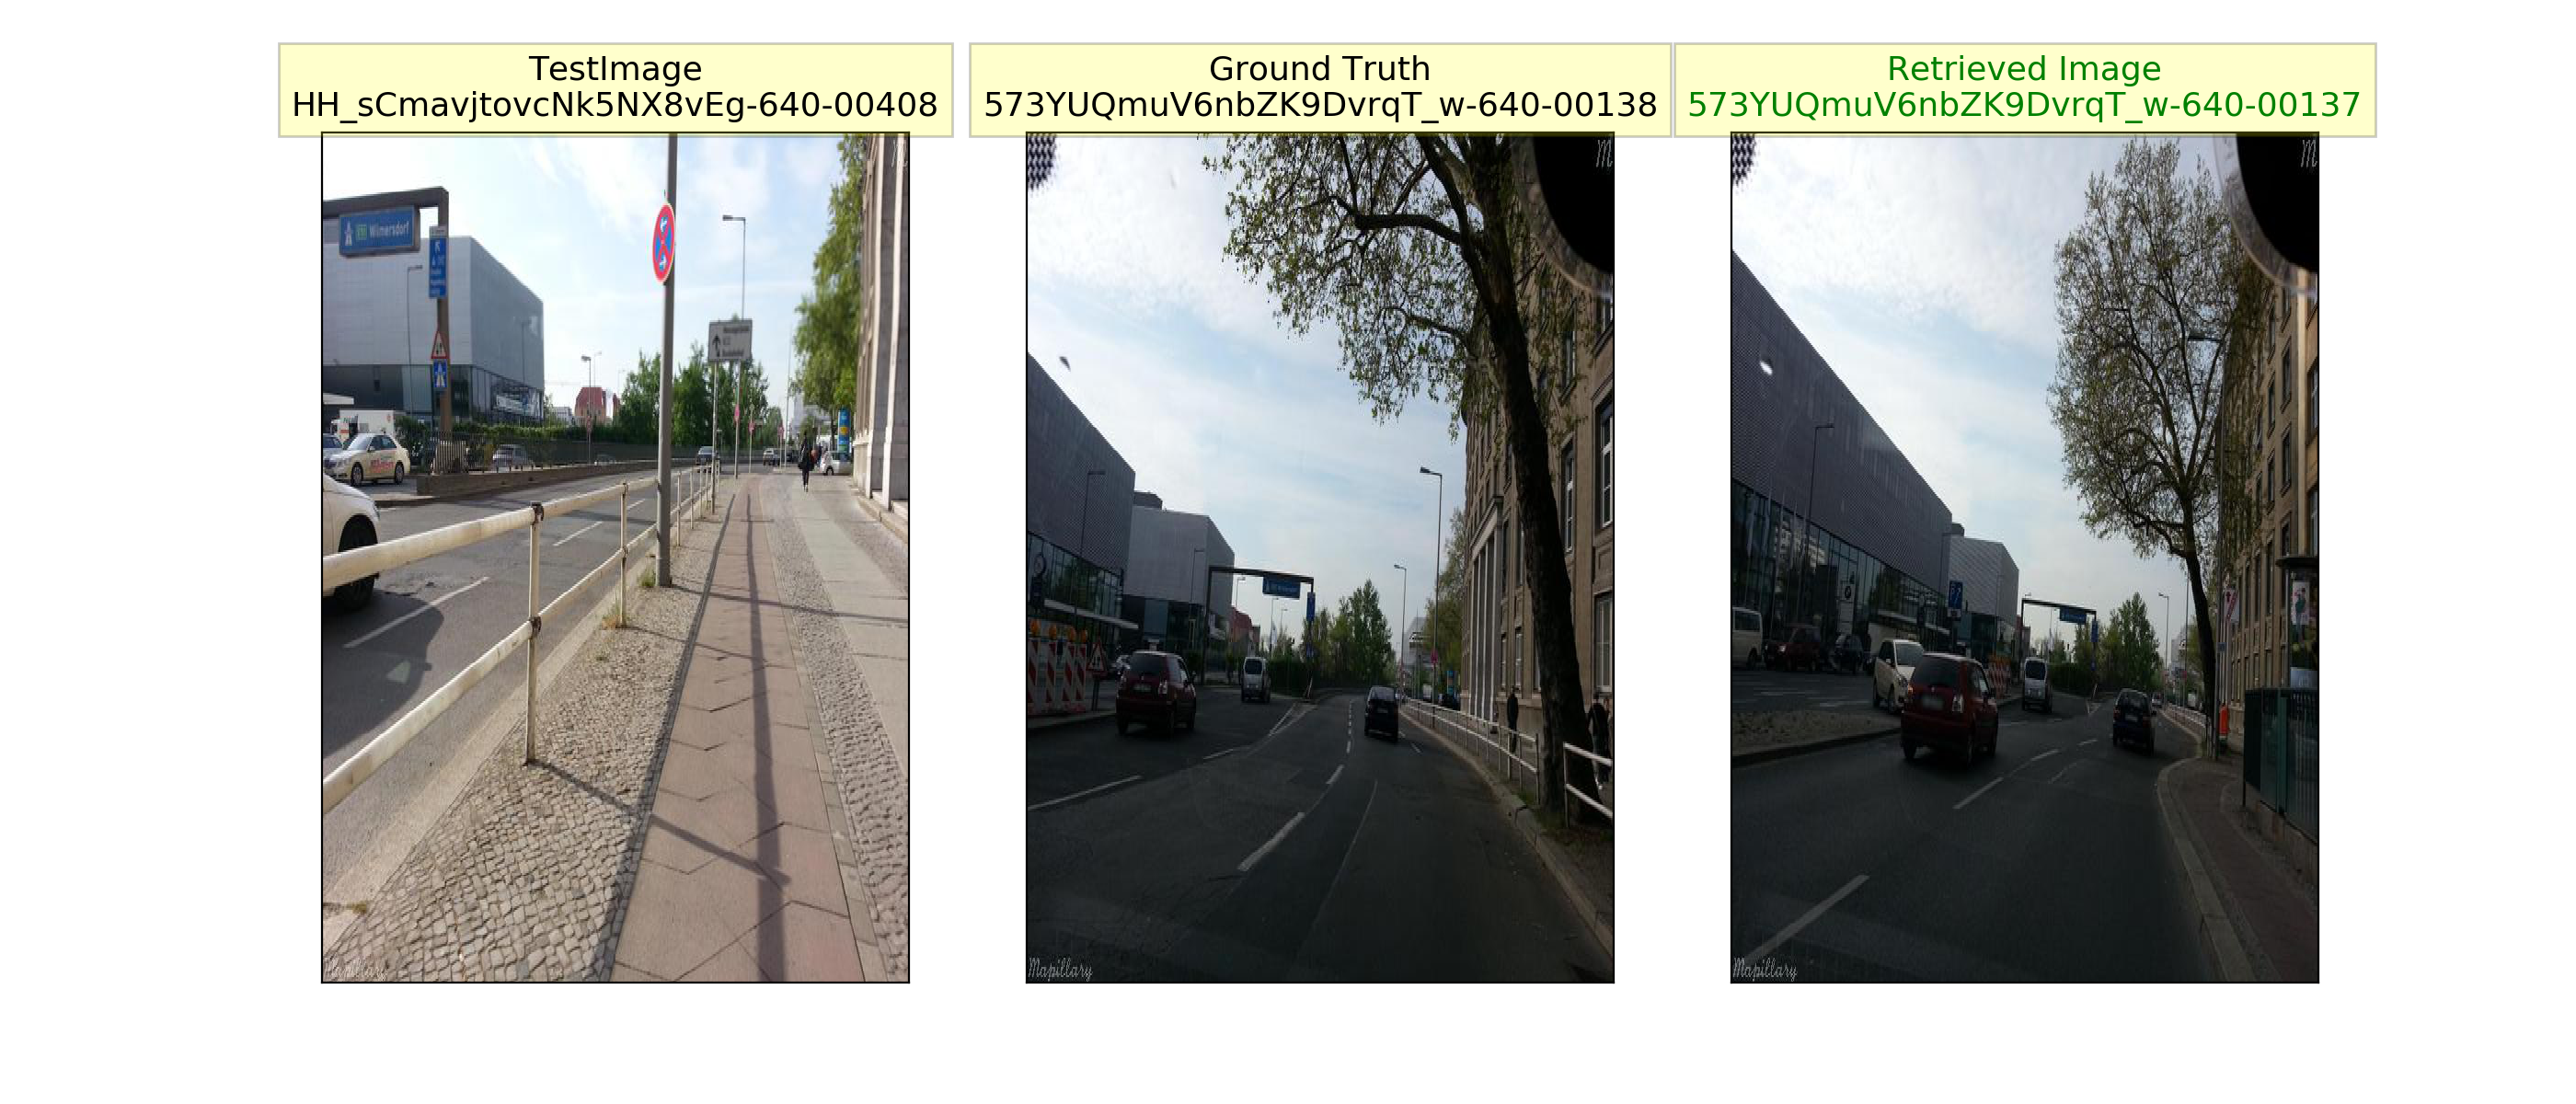 TestImage
HH_sCmavjtovcNk5NX8vEg-640-00408
Ground Truth
573YUQmuV6nbZK9DvrqT_w-640-00138
Retrieved Image
573YUQmuV6nbZK9DvrqT_w-640-00137
Wilmersdorf
M
M
Mapillary
Mapillary
Mapillary